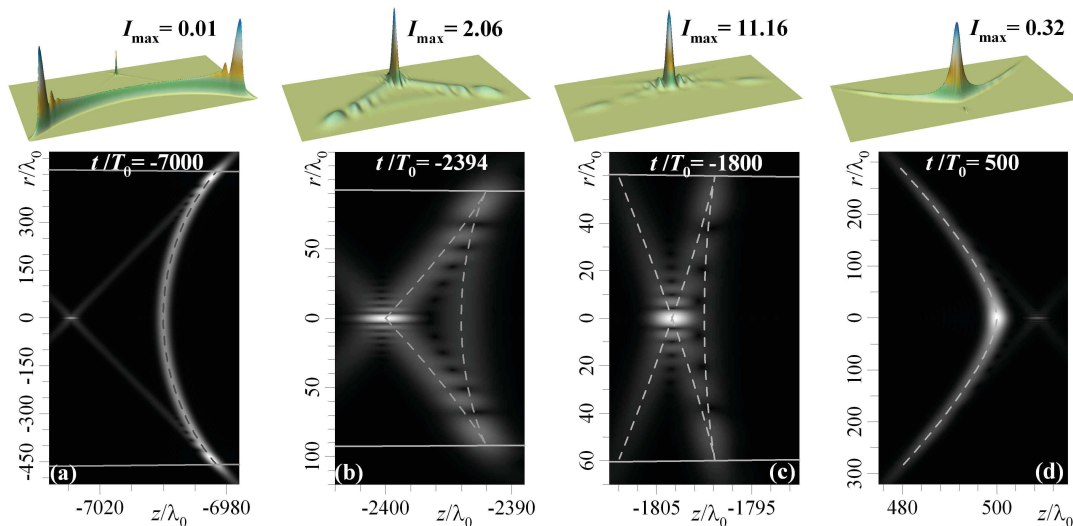 I_max = 0.01
I_max = 2.06
I_max = 11.16
I_max = 0.32
t/T₀= -7000
t/T₀= -2394
t/T₀= -1800
t/T₀= 500
r/λ₀
300
150
0
-150
-300
-450
(a)
-7020
-6980
z/λ₀
r/λ₀
50
0
50
100
(b)
-2400
-2390
z/λ₀
r/λ₀
40
20
0
20
40
60
(c)
-1805
-1795
z/λ₀
r/λ₀
200
100
0
100
200
300
(d)
480
500
z/λ₀